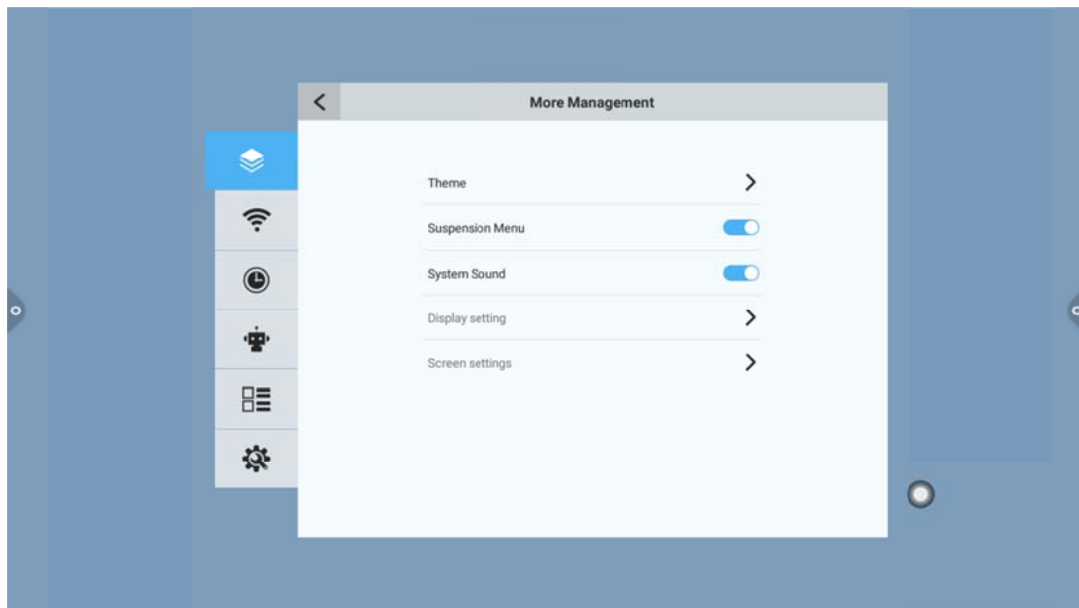 More Management
Theme
Suspension Menu
System Sound
Display setting
Screen settings